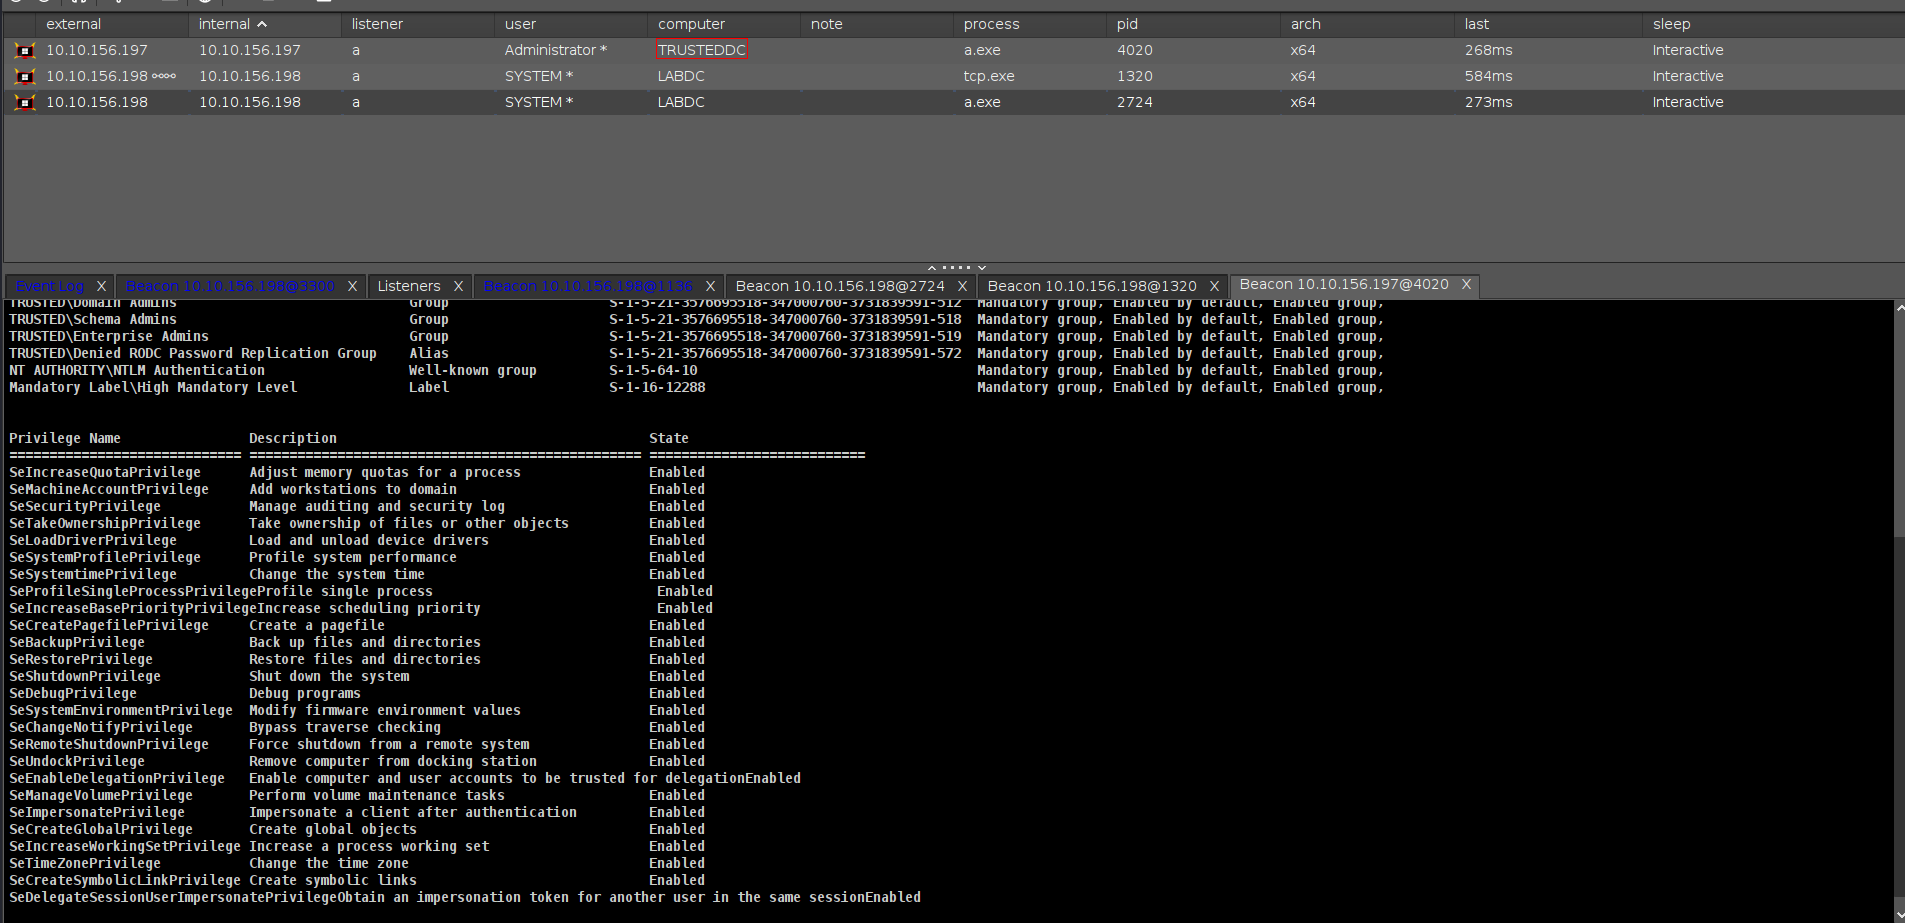 external internal listener user computer note process pid arch last sleep
10.10.156.197 10.10.156.197 a Administrator * TRUSTEDDC a.exe 4020 x64 268ms Interactive
10.10.156.198 10.10.156.198 a SYSTEM * LABDC tcp.exe 1320 x64 584ms Interactive
10.10.156.198 10.10.156.198 a SYSTEM * LABDC a.exe 2724 x64 273ms Interactive
Event Log X Beacon 10.10.156.198@3300 X Listeners X Beacon 10.10.156.198@1136 X Beacon 10.10.156.198@2724 X Beacon 10.10.156.198@1320 X Beacon 10.10.156.197@4020 X
TRUSTED\Domain Admins Group S-1-5-21-3576695518-347000760-3731839591-512 Mandatory group, Enabled by default, Enabled group,
TRUSTED\Schema Admins Group S-1-5-21-3576695518-347000760-3731839591-518 Mandatory group, Enabled by default, Enabled group,
TRUSTED\Enterprise Admins Group S-1-5-21-3576695518-347000760-3731839591-519 Mandatory group, Enabled by default, Enabled group,
TRUSTED\Denied RODC Password Replication Group Alias S-1-5-21-3576695518-347000760-3731839591-572 Mandatory group, Enabled by default, Enabled group,
NT AUTHORITY\NTLM Authentication Well-known group S-1-5-64-10 Mandatory group, Enabled by default, Enabled group,
Mandatory Label\High Mandatory Level Label S-1-16-12288 Mandatory group, Enabled by default, Enabled group,
Privilege Name Description State
============================= ================================================= ===========================
SeIncreaseQuotaPrivilege Adjust memory quotas for a process Enabled
SeMachineAccountPrivilege Add workstations to domain Enabled
SeSecurityPrivilege Manage auditing and security log Enabled
SeTakeOwnershipPrivilege Take ownership of files or other objects Enabled
SeLoadDriverPrivilege Load and unload device drivers Enabled
SeSystemProfilePrivilege Profile system performance Enabled
SeSystemtimePrivilege Change the system time Enabled
SeProfileSingleProcessPrivilegeProfile single process Enabled
SeIncreaseBasePriorityPrivilegeIncrease scheduling priority Enabled
SeCreatePagefilePrivilege Create a pagefile Enabled
SeBackupPrivilege Back up files and directories Enabled
SeRestorePrivilege Restore files and directories Enabled
SeShutdownPrivilege Shut down the system Enabled
SeDebugPrivilege Debug programs Enabled
SeSystemEnvironmentPrivilege Modify firmware environment values Enabled
SeChangeNotifyPrivilege Bypass traverse checking Enabled
SeRemoteShutdownPrivilege Force shutdown from a remote system Enabled
SeUndockPrivilege Remove computer from docking station Enabled
SeEnableDelegationPrivilege Enable computer and user accounts to be trusted for delegationEnabled
SeManageVolumePrivilege Perform volume maintenance tasks Enabled
SeImpersonatePrivilege Impersonate a client after authentication Enabled
SeCreateGlobalPrivilege Create global objects Enabled
SeIncreaseWorkingSetPrivilege Increase a process working set Enabled
SeTimeZonePrivilege Change the time zone Enabled
SeCreateSymbolicLinkPrivilege Create symbolic links Enabled
SeDelegateSessionUserImpersonatePrivilegeObtain an impersonation token for another user in the same sessionEnabled